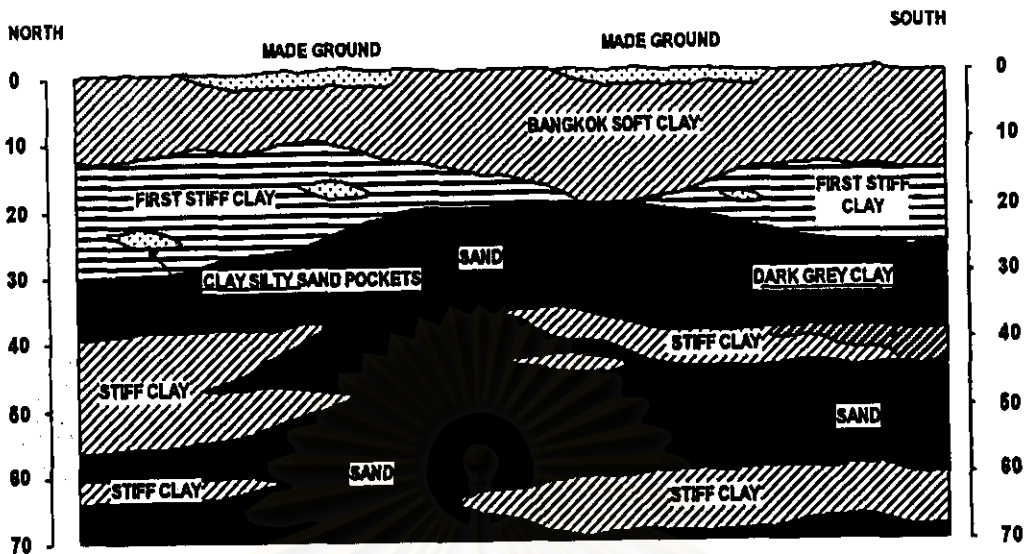 NORTH
SOUTH
MADE GROUND
MADE GROUND
0
0
BANGKOK SOFT CLAY
10
10
FIRST STIFF CLAY
FIRST STIFF
CLAY
20
20
SAND
CLAY SILTY SAND POCKETS
DARK GREY CLAY
30
30
STIFF CLAY
40
40
STIFF CLAY
50
50
SAND
SAND
60
60
STIFF CLAY
STIFF CLAY
70
70